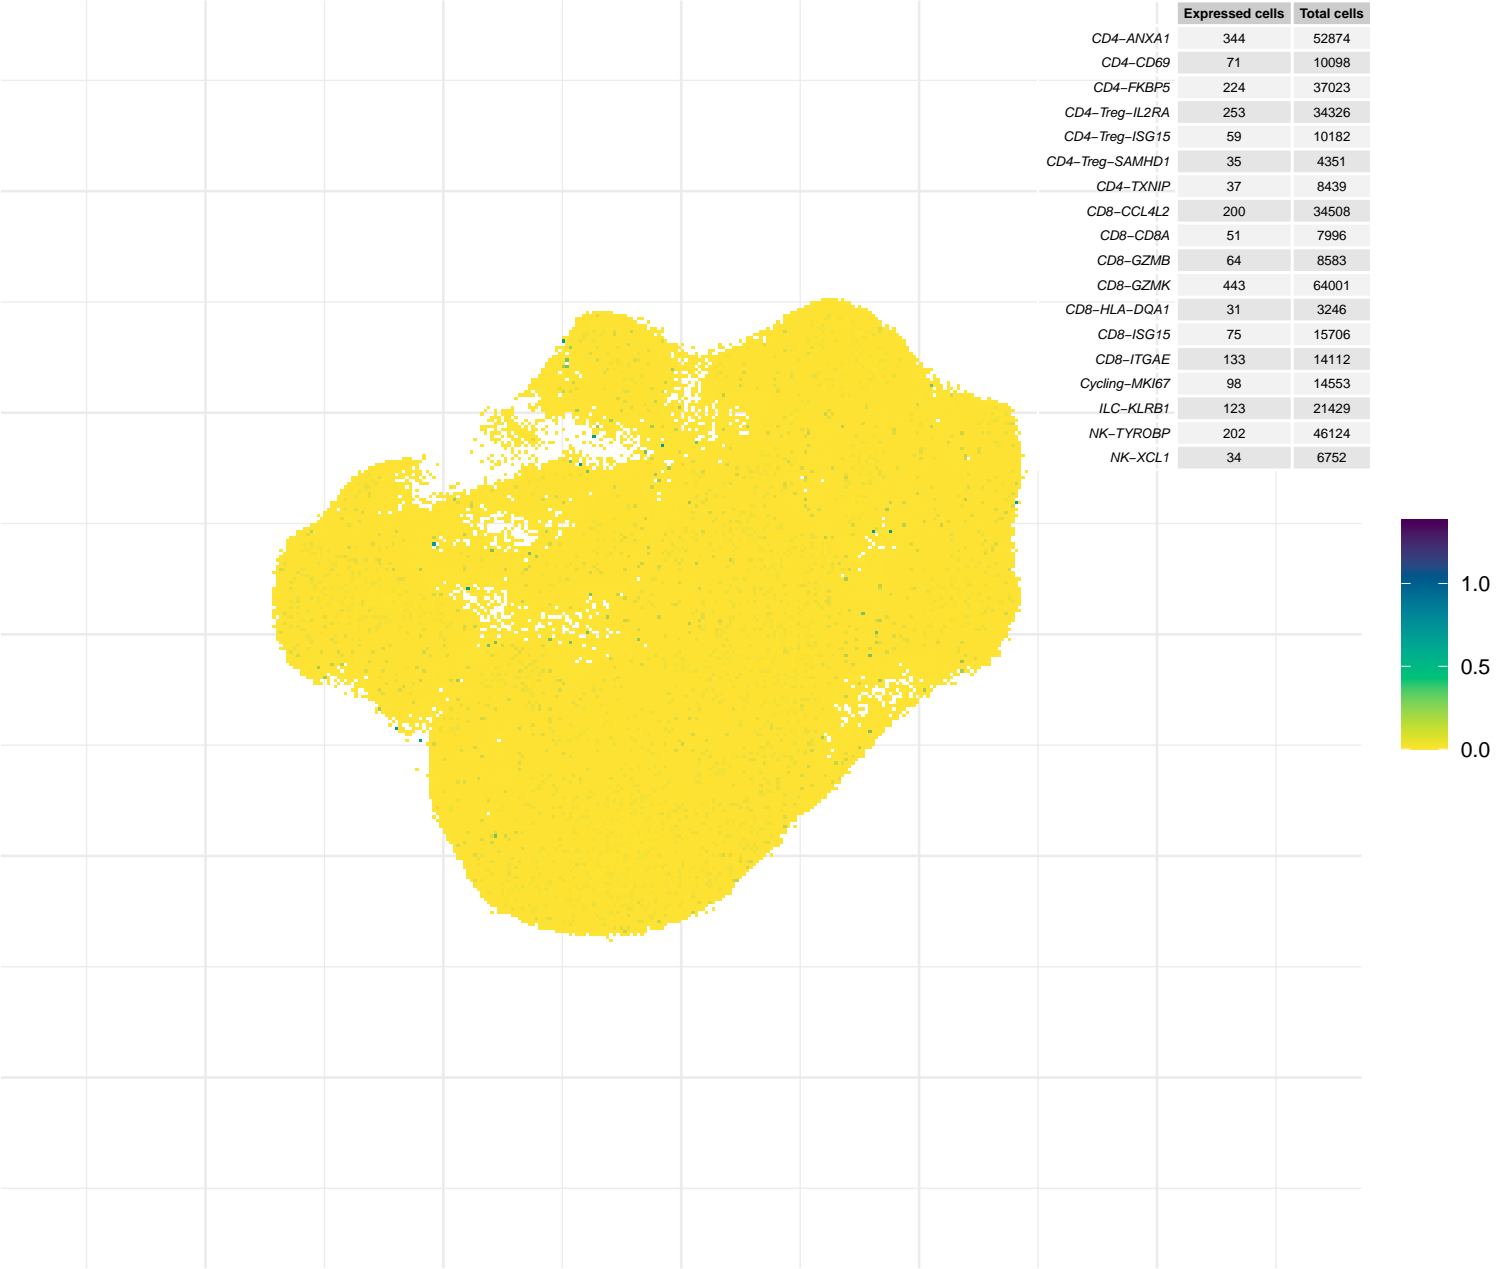 Expressed cells Total cells
CD4−ANXA1 344 52874
CD4−CD69 71 10098
CD4−FKBP5 224 37023
CD4−Treg−IL2RA 253 34326
CD4−Treg−ISG15 59 10182
CD4−Treg−SAMHD1 35 4351
CD4−TXNIP 37 8439
CD8−CCL4L2 200 34508
CD8−CD8A 51 7996
CD8−GZMB 64 8583
CD8−GZMK 443 64001
CD8−HLA−DQA1 31 3246
CD8−ISG15 75 15706
CD8−ITGAE 133 14112
Cycling−MKI67 98 14553
ILC−KLRB1 123 21429
NK−TYROBP 202 46124
NK−XCL1 34 6752
1.0
0.5
0.0